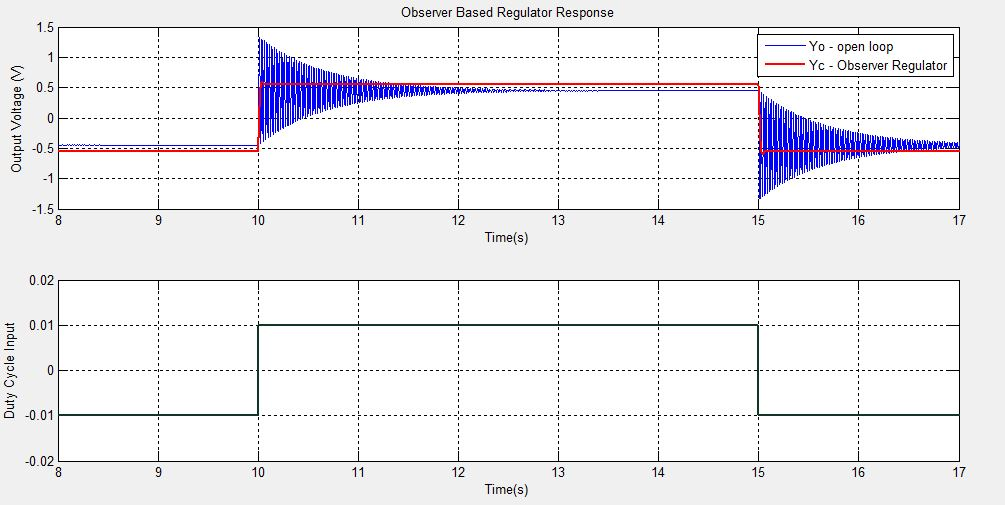 Observer Based Regulator Response
Yo - open loop
Yc - Observer Regulator
Output Voltage (V)
1.5
1
0.5
0
-0.5
-1
-1.5
8 9 10 11 12 13 14 15 16 17
Time(s)
Duty Cycle Input
0.02
0.01
0
-0.01
-0.02
8 9 10 11 12 13 14 15 16 17
Time(s)